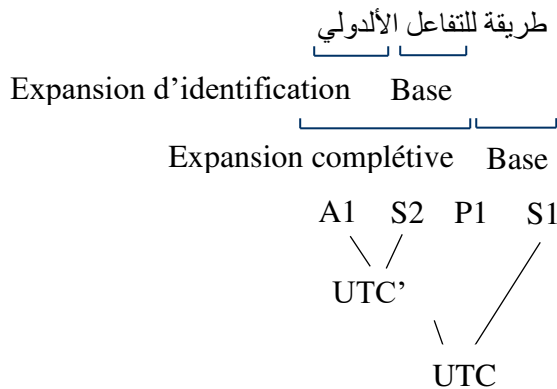 طريقة للتفاعل الألدولي
Expansion d’identification Base
Expansion complétive Base
A1 S2 P1 S1
UTC’
UTC